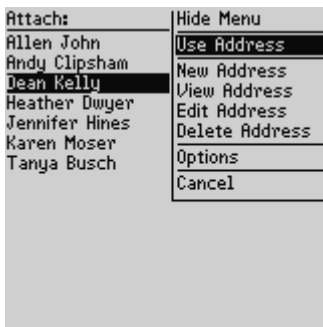 Attach:
Allen John
Andy Clipsham
Dean Kelly
Heather Dwyer
Jennifer Hines
Karen Moser
Tanya Busch
Hide Menu
Use Address
New Address
View Address
Edit Address
Delete Address
Options
Cancel